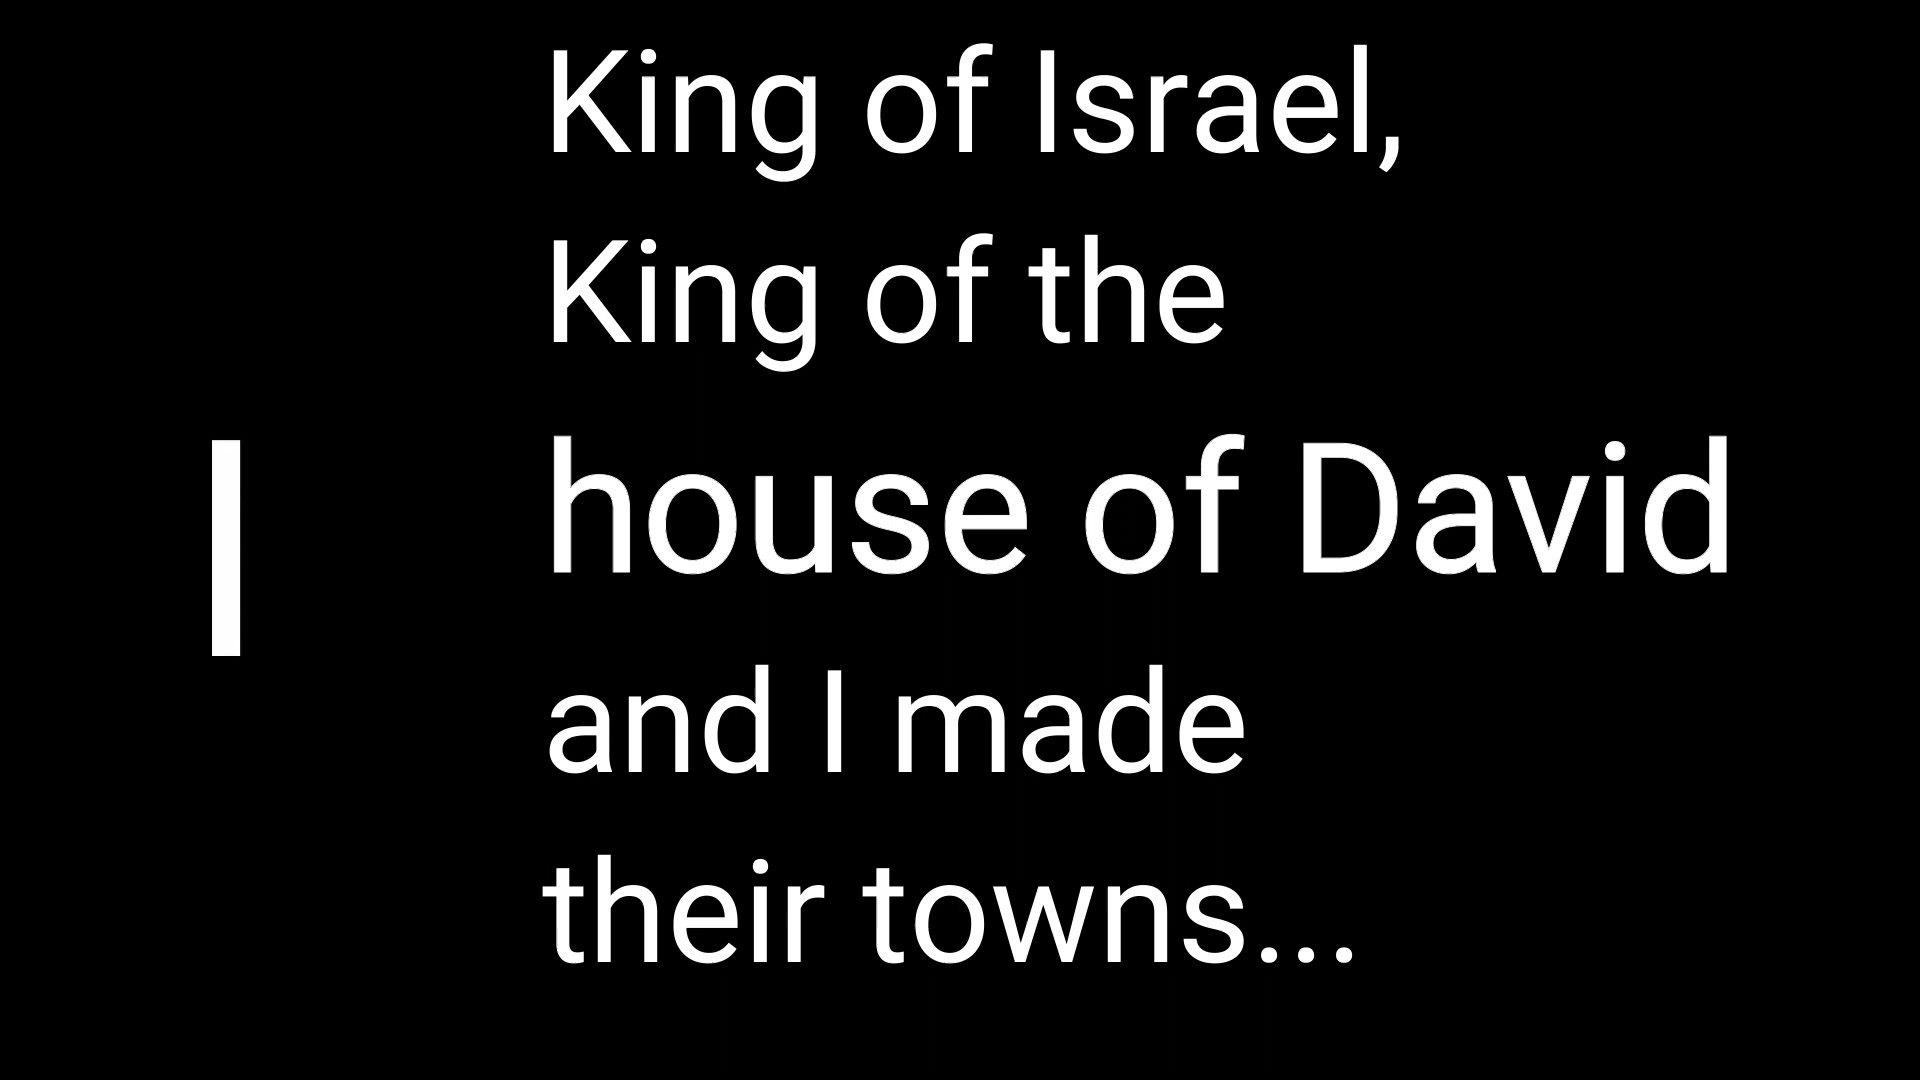 King of Israel,
King of the
I
house of David
and I made
their towns...